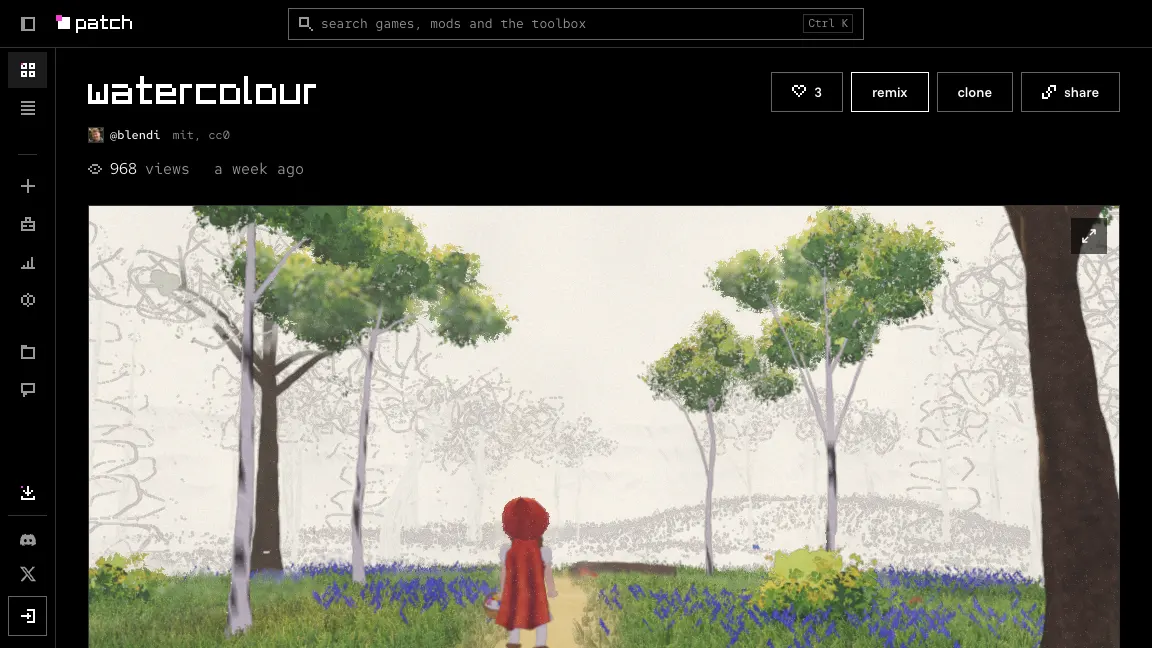 patch
search games, mods and the toolbox
Ctrl K
watercolour
3
remix
clone
share
@blendi mit, cc0
968 views a week ago